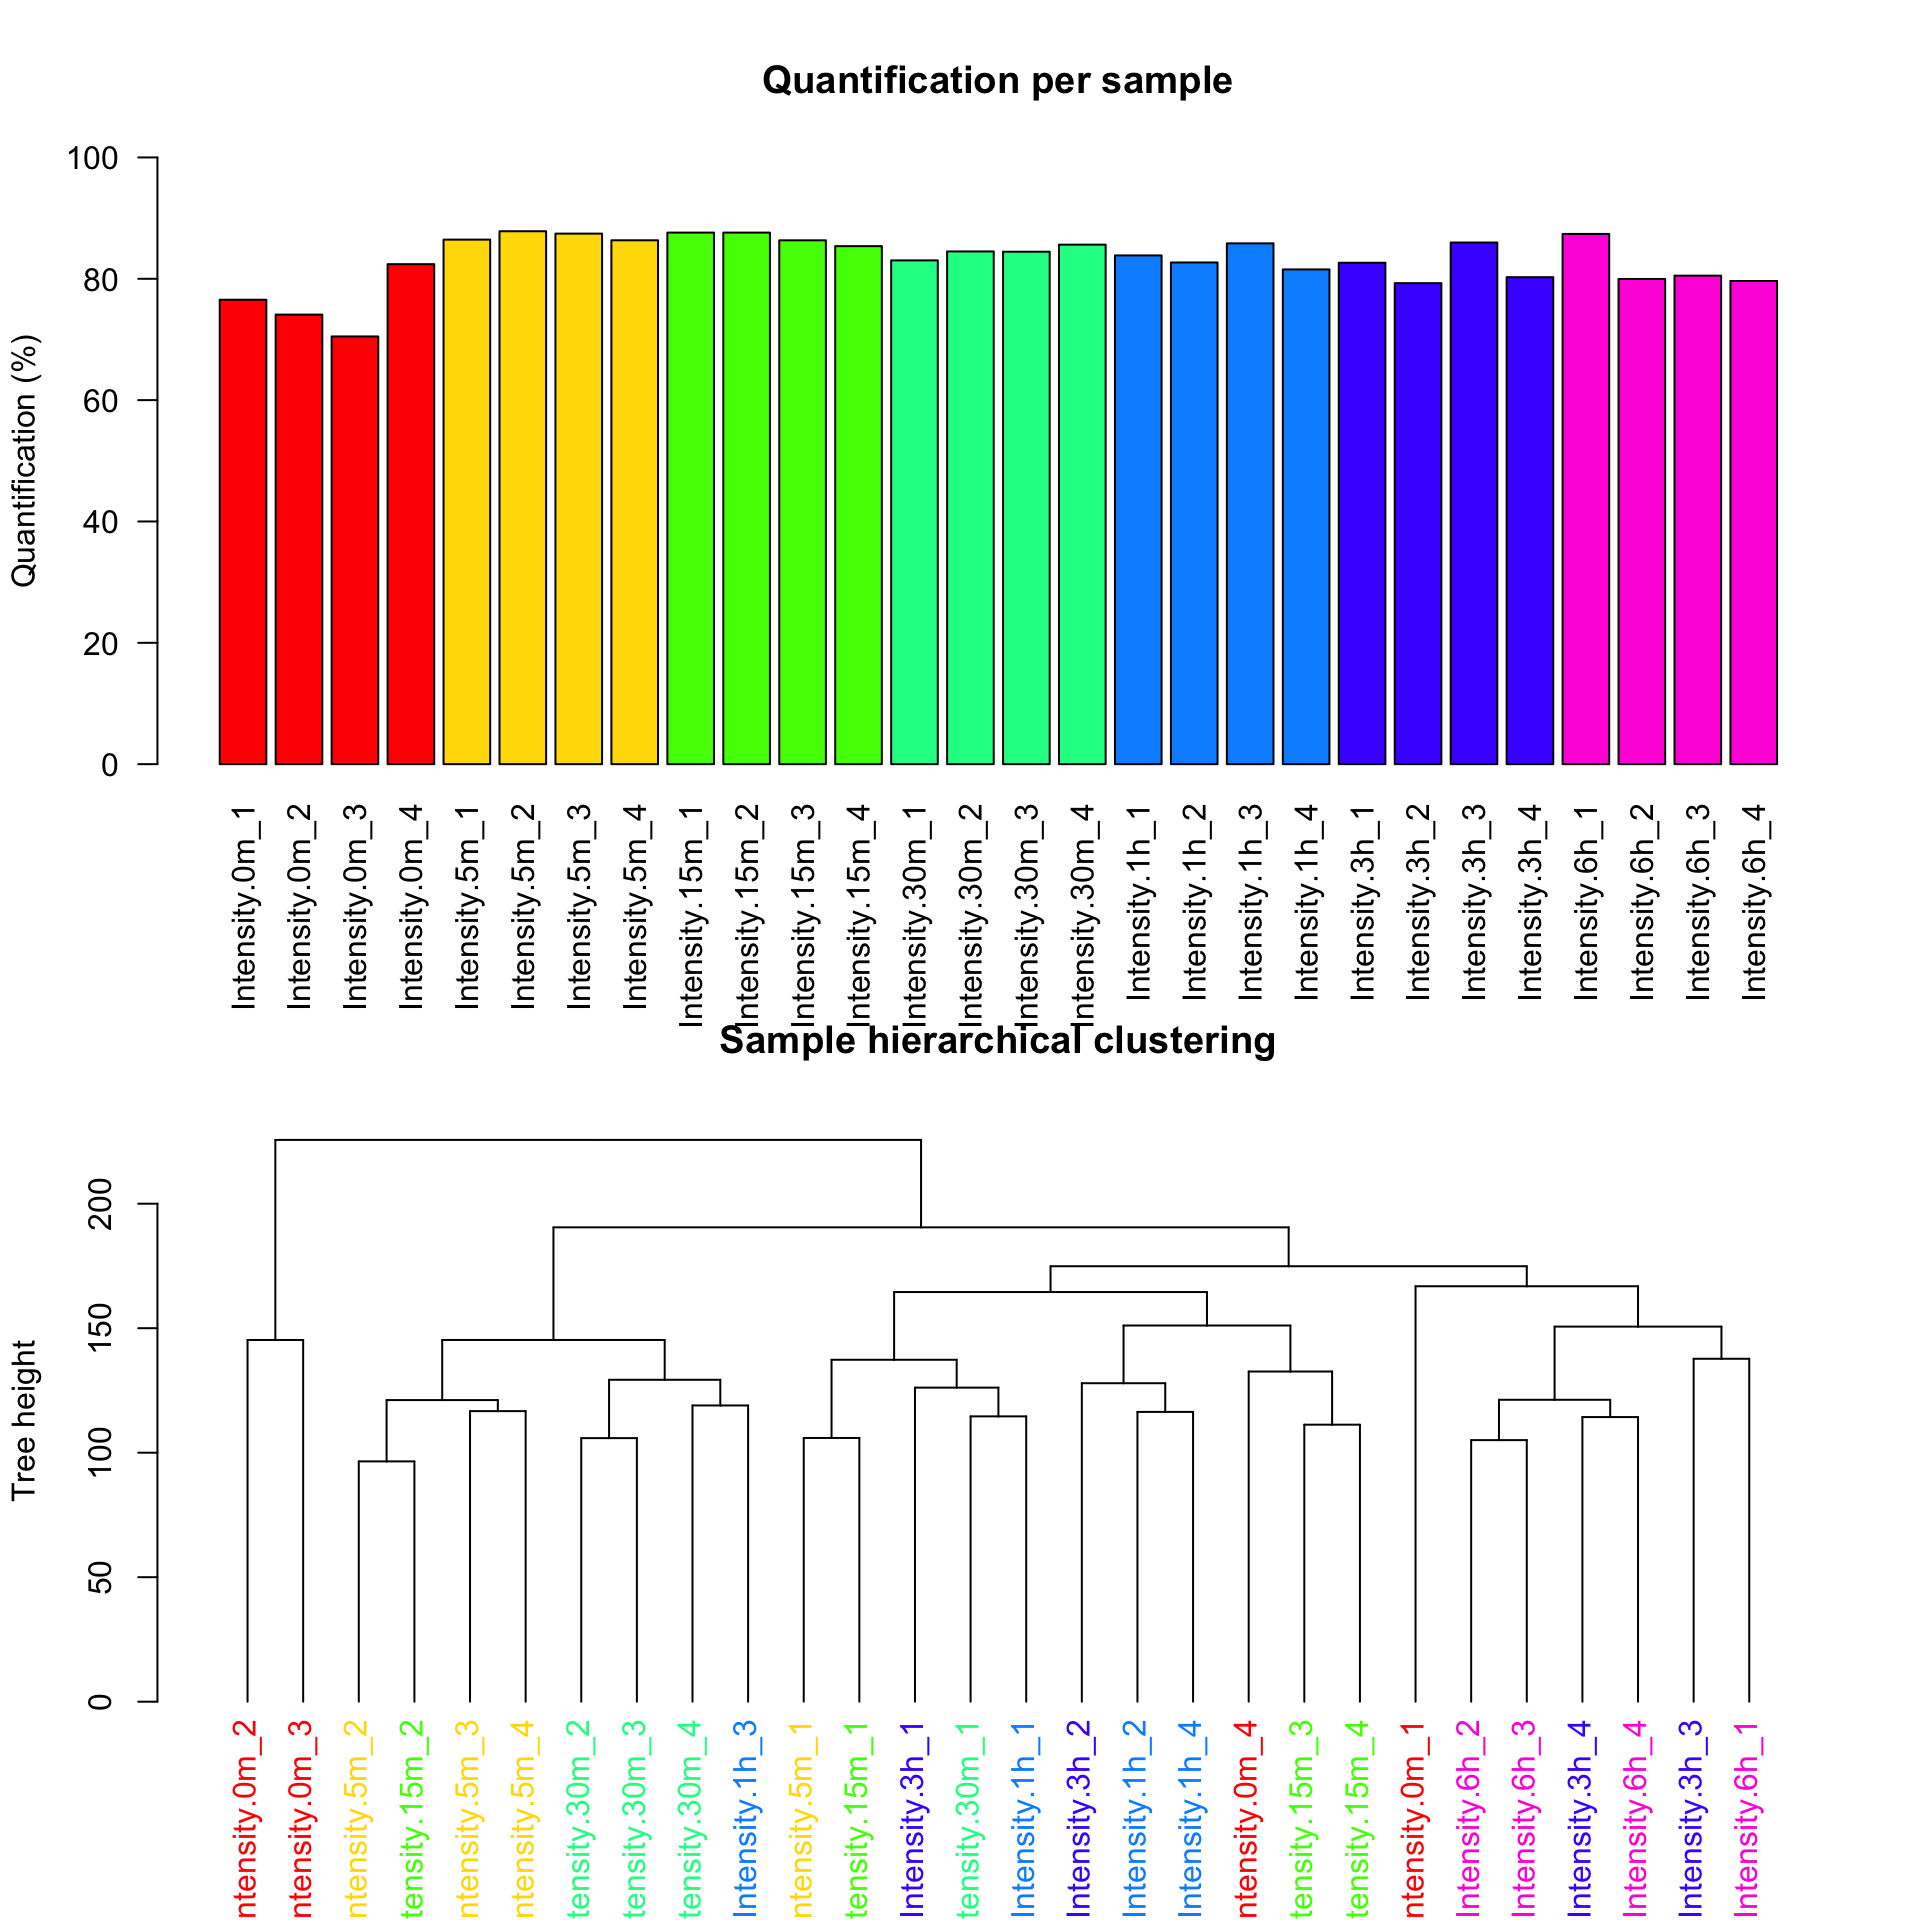 Quantification per sample
Quantification (%)
100
80
60
40
20
0
Intensity.0m_1
Intensity.0m_2
Intensity.0m_3
Intensity.0m_4
Intensity.5m_1
Intensity.5m_2
Intensity.5m_3
Intensity.5m_4
Intensity.15m_1
Intensity.15m_2
Intensity.15m_3
Intensity.15m_4
Intensity.30m_1
Intensity.30m_2
Intensity.30m_3
Intensity.30m_4
Intensity.1h_1
Intensity.1h_2
Intensity.1h_3
Intensity.1h_4
Intensity.3h_1
Intensity.3h_2
Intensity.3h_3
Intensity.3h_4
Intensity.6h_1
Intensity.6h_2
Intensity.6h_3
Intensity.6h_4
Sample hierarchical clustering
Tree height
200
150
100
50
0
ntensity.0m_2
ntensity.0m_3
ntensity.5m_2
tensity.15m_2
ntensity.5m_3
ntensity.5m_4
tensity.30m_2
tensity.30m_3
tensity.30m_4
Intensity.1h_3
ntensity.5m_1
tensity.15m_1
Intensity.3h_1
tensity.30m_1
Intensity.1h_1
Intensity.3h_2
Intensity.1h_2
Intensity.1h_4
ntensity.0m_4
tensity.15m_3
tensity.15m_4
ntensity.0m_1
Intensity.6h_2
Intensity.6h_3
Intensity.3h_4
Intensity.6h_4
Intensity.3h_3
Intensity.6h_1